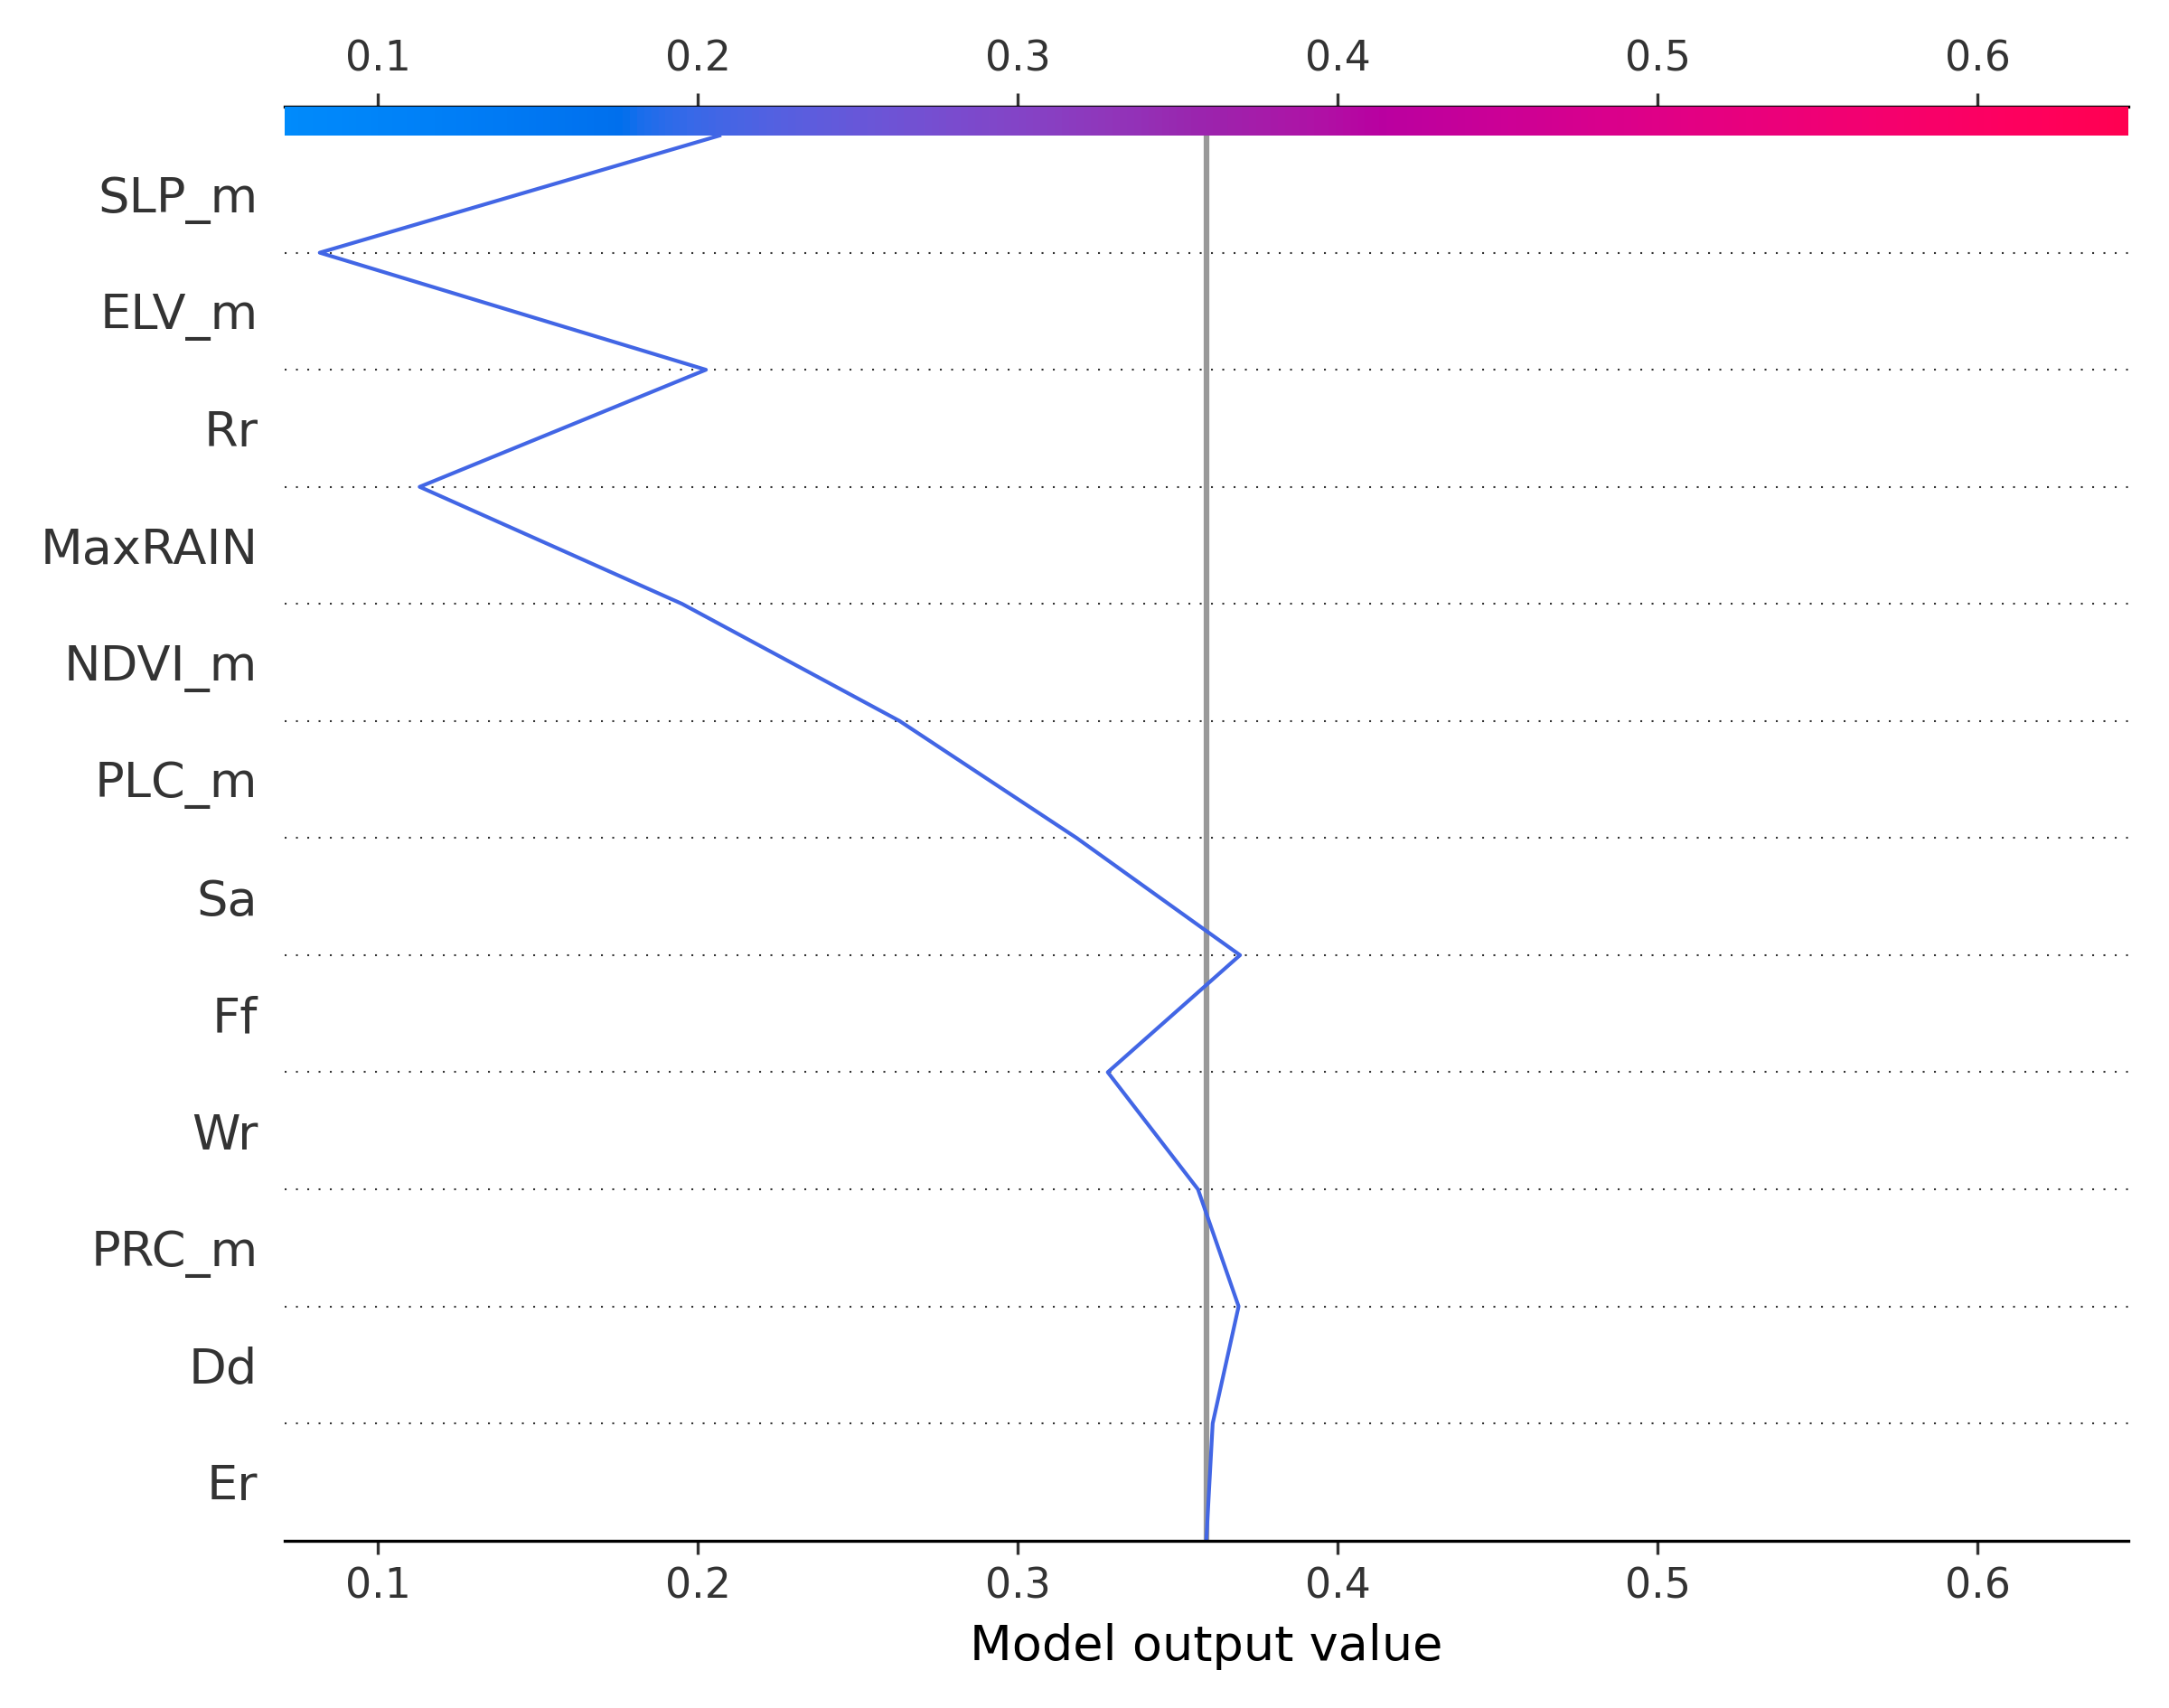 0.1 0.2 0.3 0.4 0.5 0.6
SLP_m
ELV_m
Rr
MaxRAIN
NDVI_m
PLC_m
Sa
Ff
Wr
PRC_m
Dd
Er
0.1 0.2 0.3 0.4 0.5 0.6
Model output value